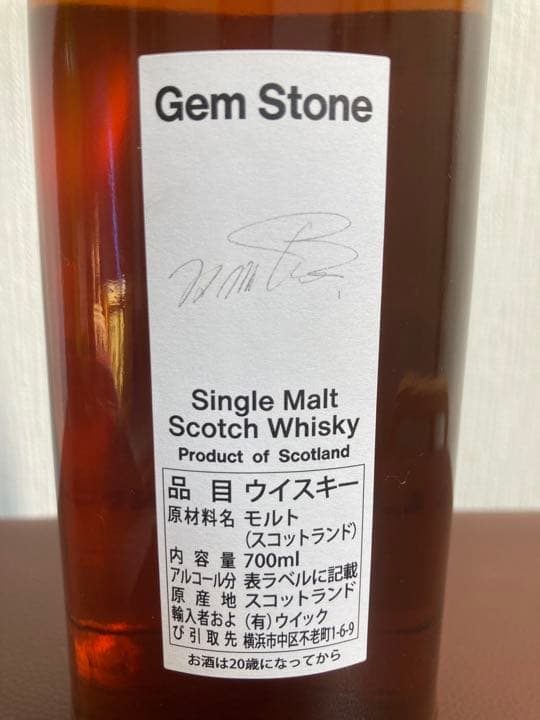 Gem Stone
Single Malt
Scotch Whisky
Product of Scotland
品目 ウイスキー
原材料名 モルト
(スコットランド)
内容量 700ml
アルコール分 表ラベルに記載
原産地 スコットランド
輸入者およ (有)ウイック
び引取先 横浜市中区不老町1-6-9
お酒は20歳になってから